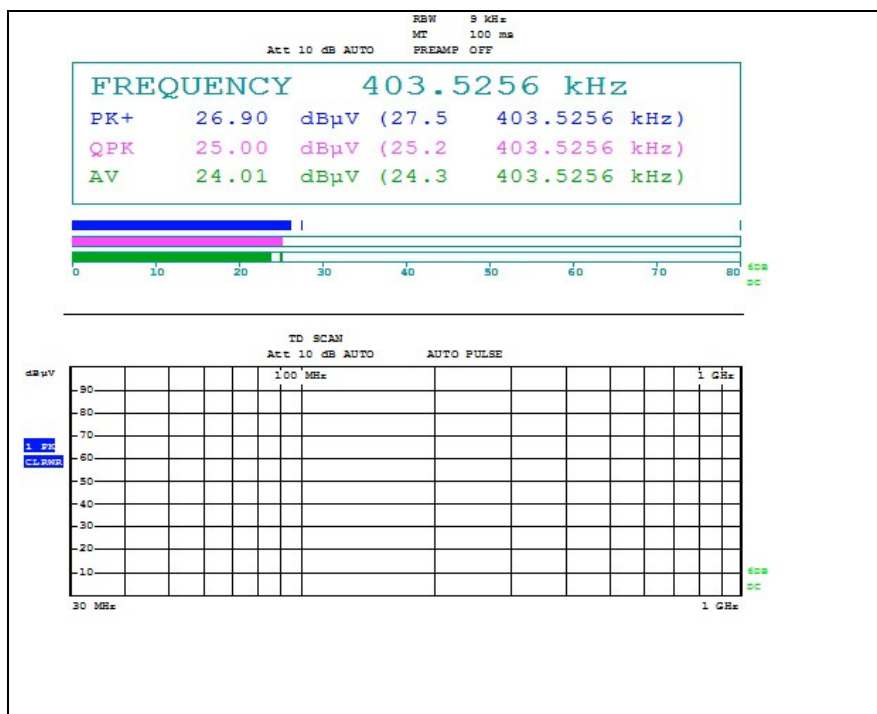 RBW 9 kHz
MT 100 ms
Att 10 dB AUTO PREAMP OFF
FREQUENCY 403.5256 kHz
PK+ 26.90 dBµV (27.5 403.5256 kHz)
QPK 25.00 dBµV (25.2 403.5256 kHz)
AV 24.01 dBµV (24.3 403.5256 kHz)
0 10 20 30 40 50 60 70 80
6DB
DC
TD SCAN
Att 10 dB AUTO AUTO PULSE
dBµV 100 MHz 1 GHz
90
80
70
1 PK
60
CLRWR
50
40
30
20
10
6DB
DC
30 MHz 1 GHz